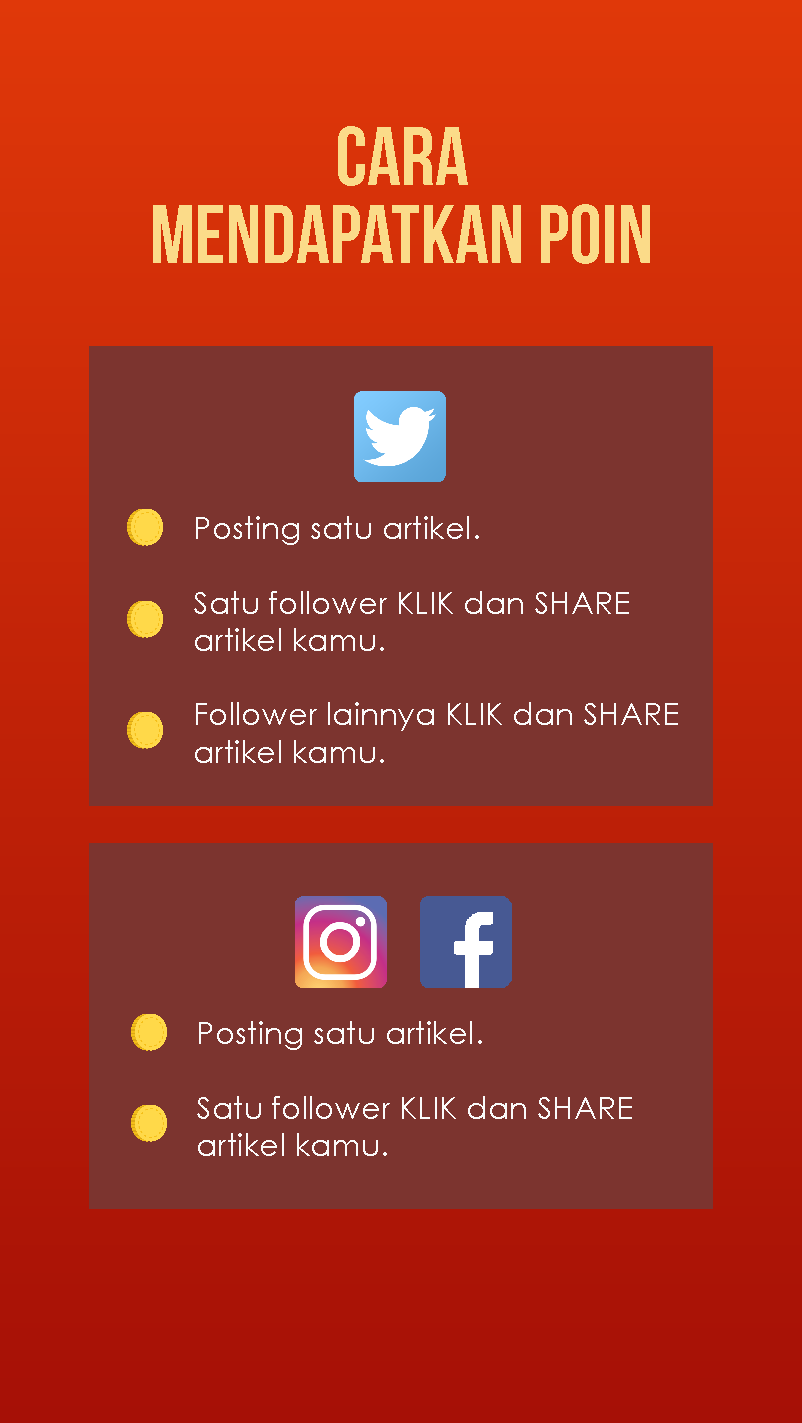 CARA
MENDAPATKAN POIN
Posting satu artikel.
Satu follower KLIK dan SHARE
artikel kamu.
Follower lainnya KLIK dan SHARE
artikel kamu.
Posting satu artikel.
Satu follower KLIK dan SHARE
artikel kamu.